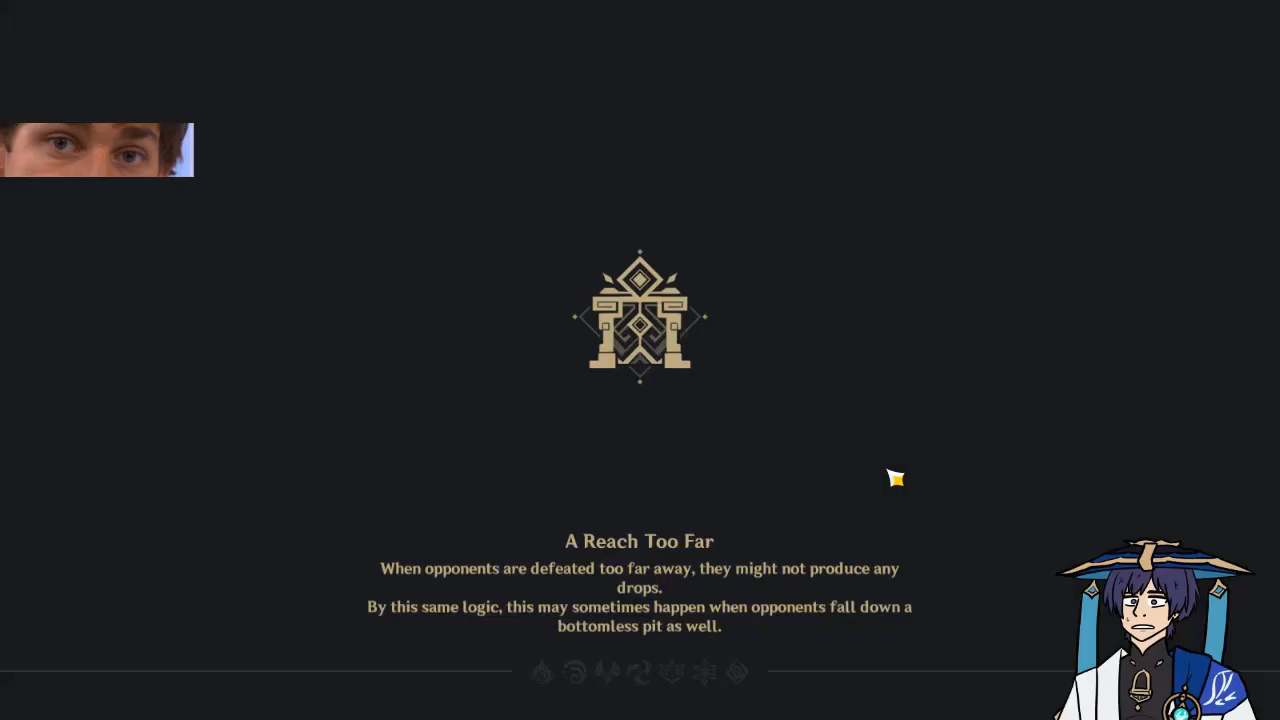 A Reach Too Far
When opponents are defeated too far away, they might not produce any
drops.
By this same logic, this may sometimes happen when opponents fall down a
bottomless pit as well.